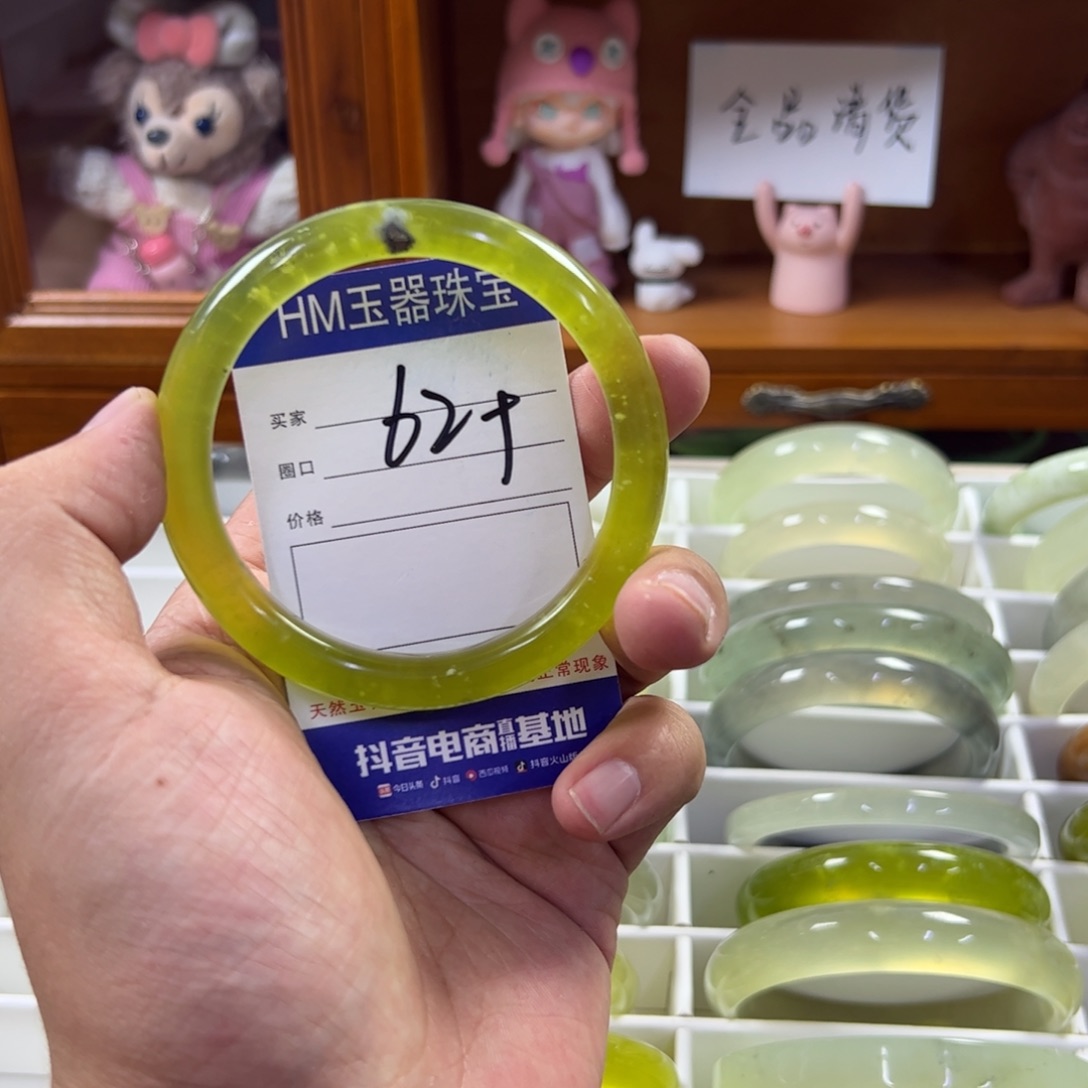 全品清货
HM玉器珠宝
买家
62+
圈口
价格
正常现象
天然玉
抖音电商直播基地
今日头条 抖音 西瓜视频 抖音火山版